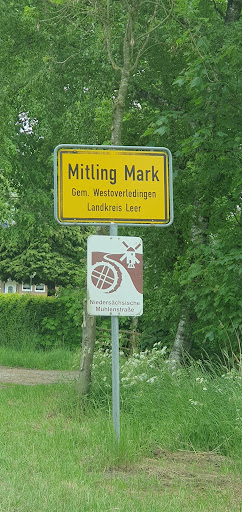 Mitling Mark
Gem. Westoverledingen
Landkreis Leer
Niedersächsische
Mühlenstraße